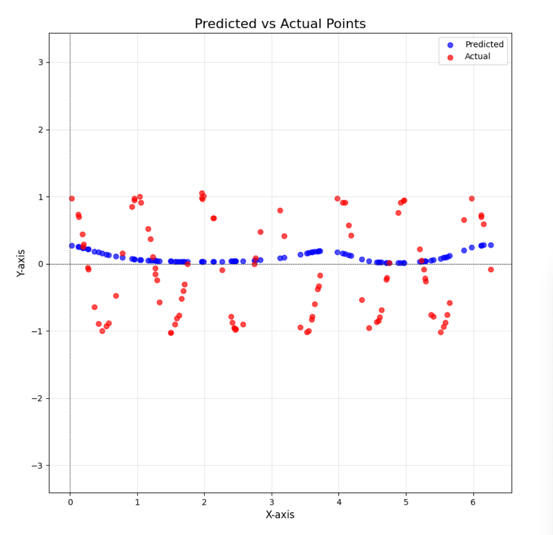 Predicted vs Actual Points
Predicted
Actual
3
2
1
0
−1
−2
−3
Y-axis
0 1 2 3 4 5 6
X-axis